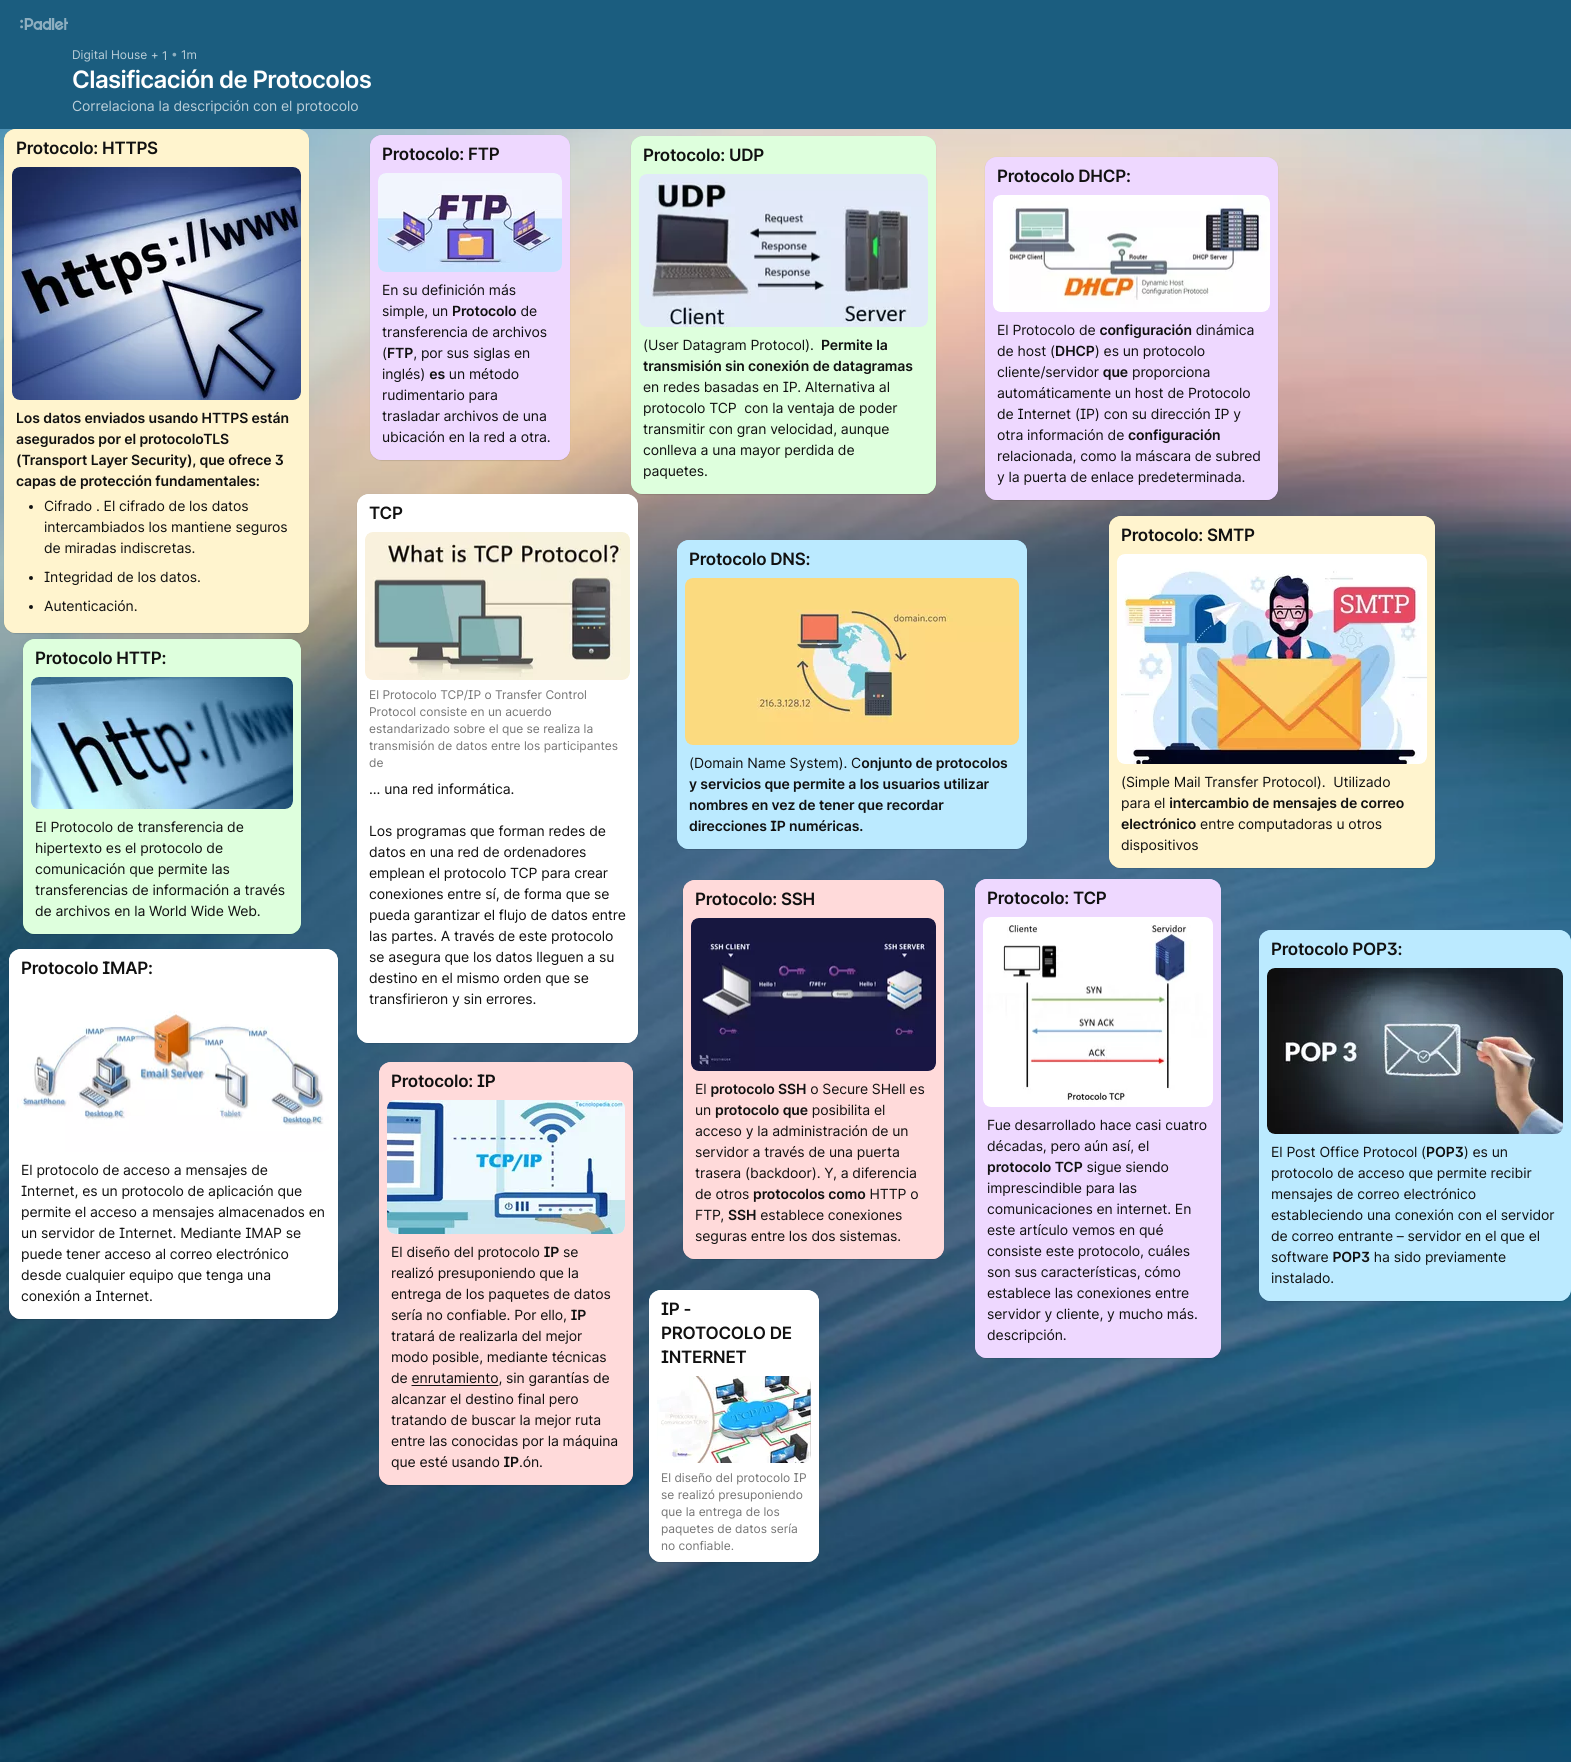 :Padlet
Digital House + 1 • 1m
Clasificación de Protocolos
Correlaciona la descripción con el protocolo
Protocolo: HTTPS
https://www
Los datos enviados usando HTTPS están
asegurados por el protocoloTLS
(Transport Layer Security), que ofrece 3
capas de protección fundamentales:
• Cifrado . El cifrado de los datos
intercambiados los mantiene seguros
de miradas indiscretas.
• Integridad de los datos.
• Autenticación.
Protocolo HTTP:
http://www
El Protocolo de transferencia de
hipertexto es el protocolo de
comunicación que permite las
transferencias de información a través
de archivos en la World Wide Web.
Protocolo IMAP:
IMAP
IMAP
IMAP
IMAP
Email Server
SmartPhone
Desktop PC
Tablet
Desktop PC
El protocolo de acceso a mensajes de
Internet, es un protocolo de aplicación que
permite el acceso a mensajes almacenados en
un servidor de Internet. Mediante IMAP se
puede tener acceso al correo electrónico
desde cualquier equipo que tenga una
conexión a Internet.
Protocolo: FTP
FTP
En su definición más
simple, un Protocolo de
transferencia de archivos
(FTP, por sus siglas en
inglés) es un método
rudimentario para
trasladar archivos de una
ubicación en la red a otra.
TCP
What is TCP Protocol?
El Protocolo TCP/IP o Transfer Control
Protocol consiste en un acuerdo
estandarizado sobre el que se realiza la
transmisión de datos entre los participantes
de
... una red informática.
Los programas que forman redes de
datos en una red de ordenadores
emplean el protocolo TCP para crear
conexiones entre sí, de forma que se
pueda garantizar el flujo de datos entre
las partes. A través de este protocolo
se asegura que los datos lleguen a su
destino en el mismo orden que se
transfirieron y sin errores.
Protocolo: IP
Tecnolopedia.com
TCP/IP
El diseño del protocolo IP se
realizó presuponiendo que la
entrega de los paquetes de datos
sería no confiable. Por ello, IP
tratará de realizarla del mejor
modo posible, mediante técnicas
de enrutamiento, sin garantías de
alcanzar el destino final pero
tratando de buscar la mejor ruta
entre las conocidas por la máquina
que esté usando IP.ón.
Protocolo: UDP
UDP
Request
Response
Response
Client
Server
(User Datagram Protocol).  Permite la
transmisión sin conexión de datagramas
en redes basadas en IP. Alternativa al
protocolo TCP  con la ventaja de poder
transmitir con gran velocidad, aunque
conlleva a una mayor perdida de
paquetes.
Protocolo DNS:
domain.com
216.3.128.12
(Domain Name System). Conjunto de protocolos
y servicios que permite a los usuarios utilizar
nombres en vez de tener que recordar
direcciones IP numéricas.
Protocolo: SSH
SSH CLIENT
SSH SERVER
Hello !
f7#E+r
Hello !
El protocolo SSH o Secure SHell es
un protocolo que posibilita el
acceso y la administración de un
servidor a través de una puerta
trasera (backdoor). Y, a diferencia
de otros protocolos como HTTP o
FTP, SSH establece conexiones
seguras entre los dos sistemas.
IP -
PROTOCOLO DE
INTERNET
TCP/IP
El diseño del protocolo IP
se realizó presuponiendo
que la entrega de los
paquetes de datos sería
no confiable.
Protocolo DHCP:
DHCP Client
Router
DHCP Server
DHCP
Dynamic Host
Configuration Protocol
El Protocolo de configuración dinámica
de host (DHCP) es un protocolo
cliente/servidor que proporciona
automáticamente un host de Protocolo
de Internet (IP) con su dirección IP y
otra información de configuración
relacionada, como la máscara de subred
y la puerta de enlace predeterminada.
Protocolo: SMTP
SMTP
(Simple Mail Transfer Protocol).  Utilizado
para el intercambio de mensajes de correo
electrónico entre computadoras u otros
dispositivos
Protocolo: TCP
Cliente
Servidor
SYN
SYN ACK
ACK
Protocolo TCP
Fue desarrollado hace casi cuatro
décadas, pero aún así, el
protocolo TCP sigue siendo
imprescindible para las
comunicaciones en internet. En
este artículo vemos en qué
consiste este protocolo, cuáles
son sus características, cómo
establece las conexiones entre
servidor y cliente, y mucho más.
descripción.
Protocolo POP3:
POP 3
El Post Office Protocol (POP3) es un
protocolo de acceso que permite recibir
mensajes de correo electrónico
estableciendo una conexión con el servidor
de correo entrante – servidor en el que el
software POP3 ha sido previamente
instalado.